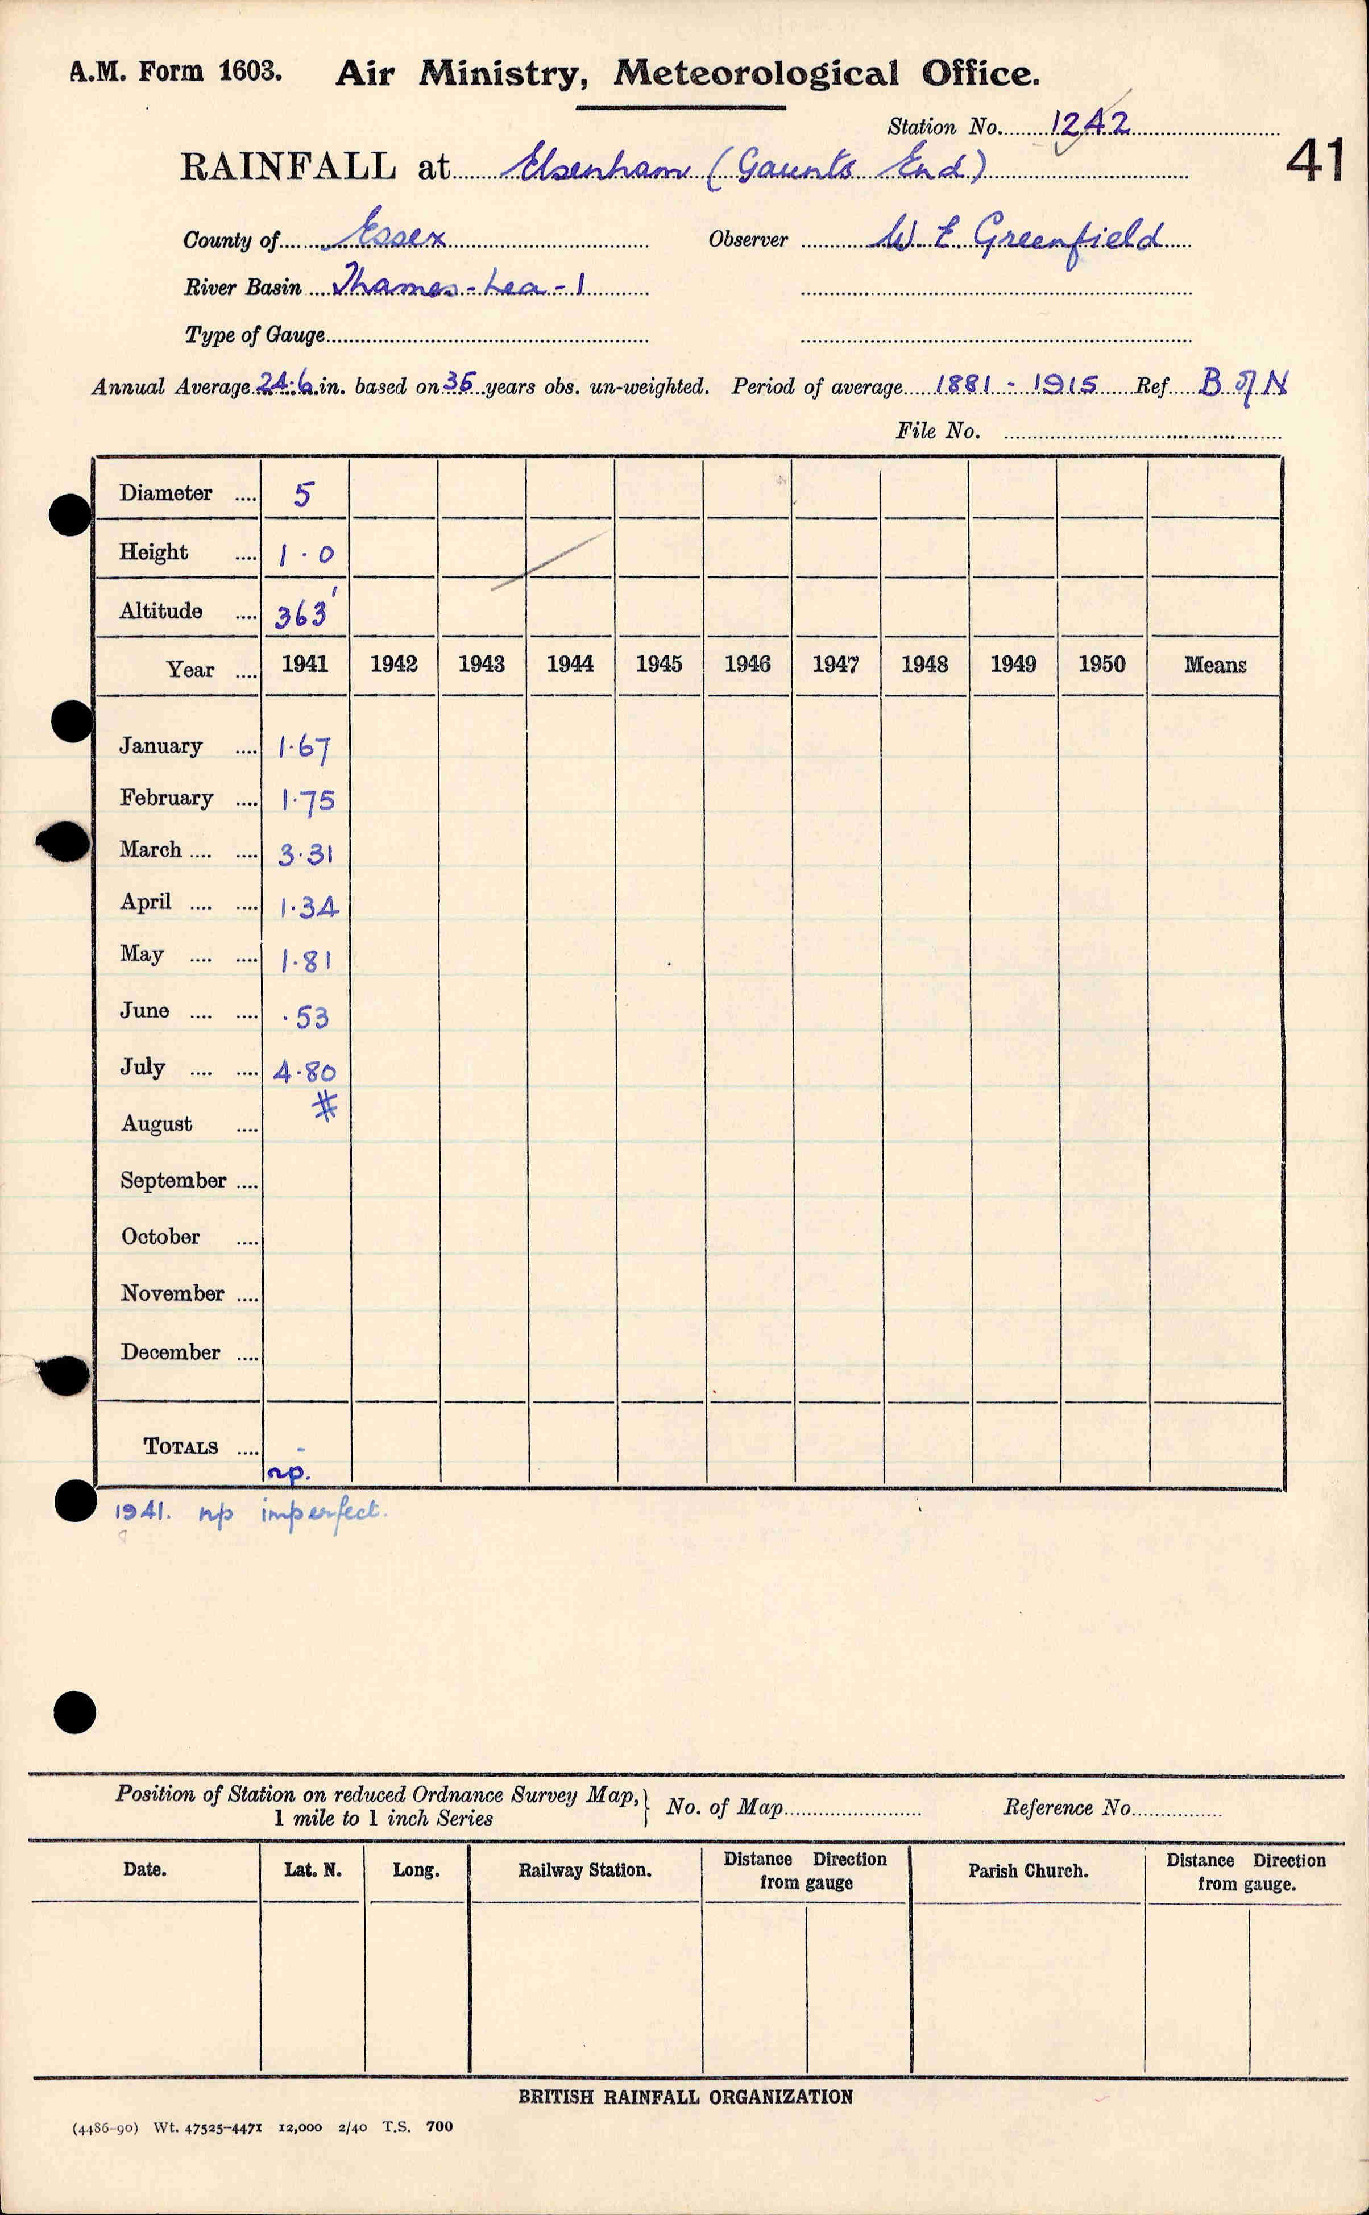 A.M. Form 1603. Air Ministry, Meteorological Office.
Station No. 1242
41
RAINFALL at Elsenham (Gaunts End)
County of Essex Observer W E Greenfield
River Basin Thames - Lea - 1
Type of Gauge
Annual Average 24.6 in. based on 35 years obs. un-weighted. Period of average 1881 - 1915 Ref. B of N
File No.
Diameter .... 5
Height .... 1.0
Altitude .... 363'
Year .... 1941 1942 1943 1944 1945 1946 1947 1948 1949 1950 Means
January .... 1.67
February .... 1.75
March .... .... 3.31
April .... .... 1.34
May .... .... 1.81
June .... .... .53
July .... .... 4.80
#
August ....
September ....
October ....
November ....
December ....
TOTALS .... -
np.
1941. np imperfect.
Position of Station on reduced Ordnance Survey Map, } No. of Map Reference No.
1 mile to 1 inch Series
Date. Lat. N. Long. Railway Station. Distance Direction from gauge Parish Church. Distance Direction from gauge.
BRITISH RAINFALL ORGANIZATION
(4486-90) Wt. 47525-4471 12,000 2/40 T.S. 700